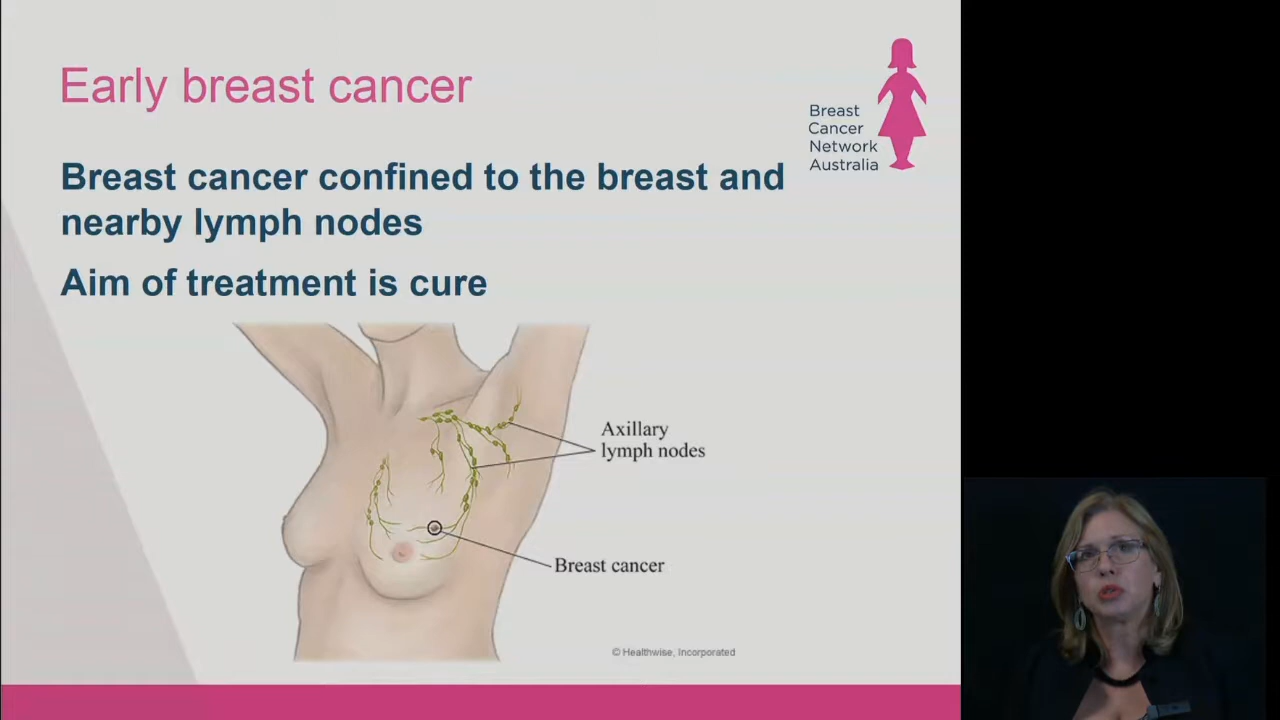 Early breast cancer
Breast
Cancer
Network
Australia
Breast cancer confined to the breast and
nearby lymph nodes
Aim of treatment is cure
Axillary
lymph nodes
Breast cancer
© Healthwise, Incorporated